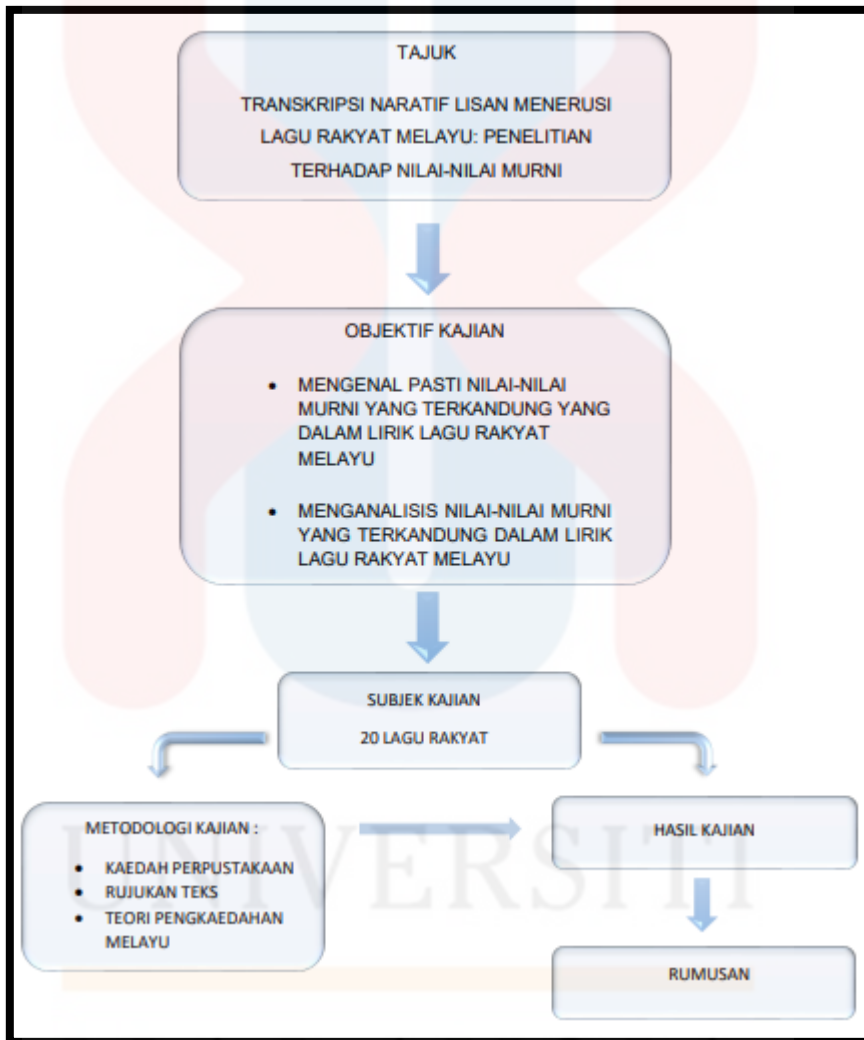 TAJUK
TRANSKRIPSI NARATIF LISAN MENERUSI
LAGU RAKYAT MELAYU: PENELITIAN
TERHADAP NILAI-NILAI MURNI
OBJEKTIF KAJIAN
• MENGENAL PASTI NILAI-NILAI
MURNI YANG TERKANDUNG YANG
DALAM LIRIK LAGU RAKYAT
MELAYU
• MENGANALISIS NILAI-NILAI MURNI
YANG TERKANDUNG DALAM LIRIK
LAGU RAKYAT MELAYU
SUBJEK KAJIAN
20 LAGU RAKYAT
METODOLOGI KAJIAN :
• KAEDAH PERPUSTAKAAN
• RUJUKAN TEKS
• TEORI PENGKAEDAHAN
MELAYU
HASIL KAJIAN
RUMUSAN
UNIVERSITI